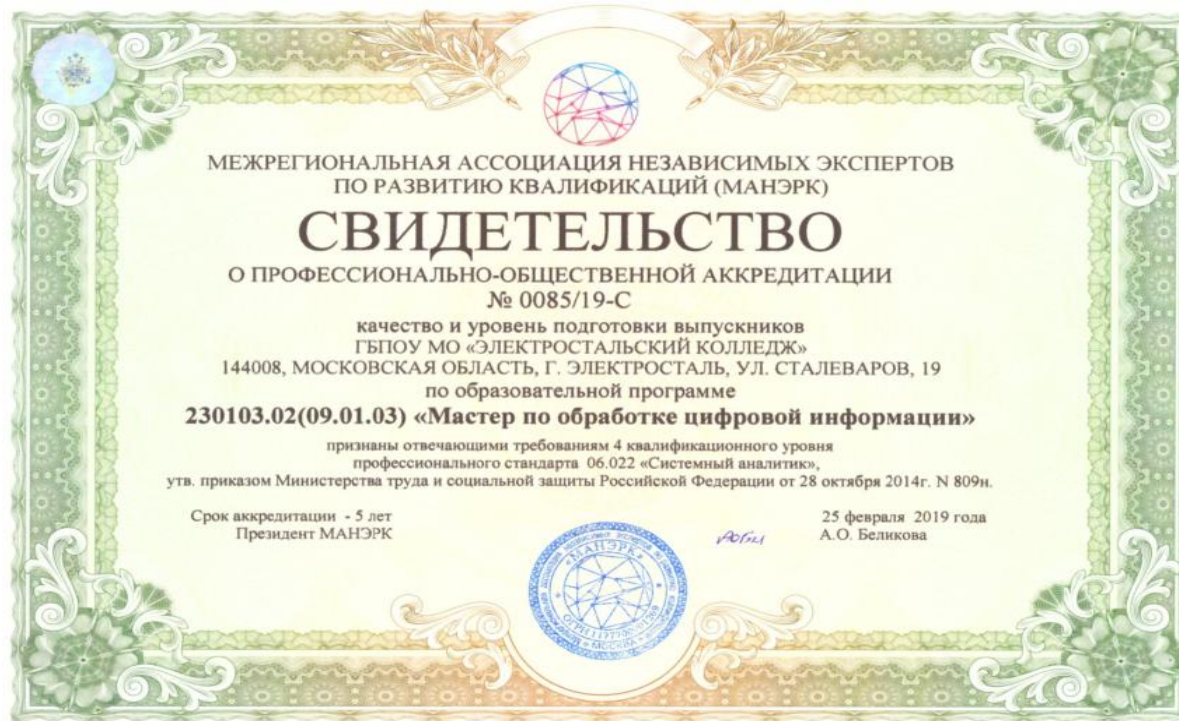 МЕЖРЕГИОНАЛЬНАЯ АССОЦИАЦИЯ НЕЗАВИСИМЫХ ЭКСПЕРТОВ
ПО РАЗВИТИЮ КВАЛИФИКАЦИЙ (МАНЭРК)
СВИДЕТЕЛЬСТВО
О ПРОФЕССИОНАЛЬНО-ОБЩЕСТВЕННОЙ АККРЕДИТАЦИИ
№ 0085/19-С
качество и уровень подготовки выпускников
ГБПОУ МО «ЭЛЕКТРОСТАЛЬСКИЙ КОЛЛЕДЖ»
144008, МОСКОВСКАЯ ОБЛАСТЬ, Г. ЭЛЕКТРОСТАЛЬ, УЛ. СТАЛЕВАРОВ, 19
по образовательной программе
230103.02(09.01.03) «Мастер по обработке цифровой информации»
признаны отвечающими требованиям 4 квалификационного уровня
профессионального стандарта 06.022 «Системный аналитик»,
утв. приказом Министерства труда и социальной защиты Российской Федерации от 28 октября 2014г. N 809н.
Срок аккредитации - 5 лет
Президент МАНЭРК
25 февраля 2019 года
А.О. Беликова
«МАНЭРК»
МОСКВА